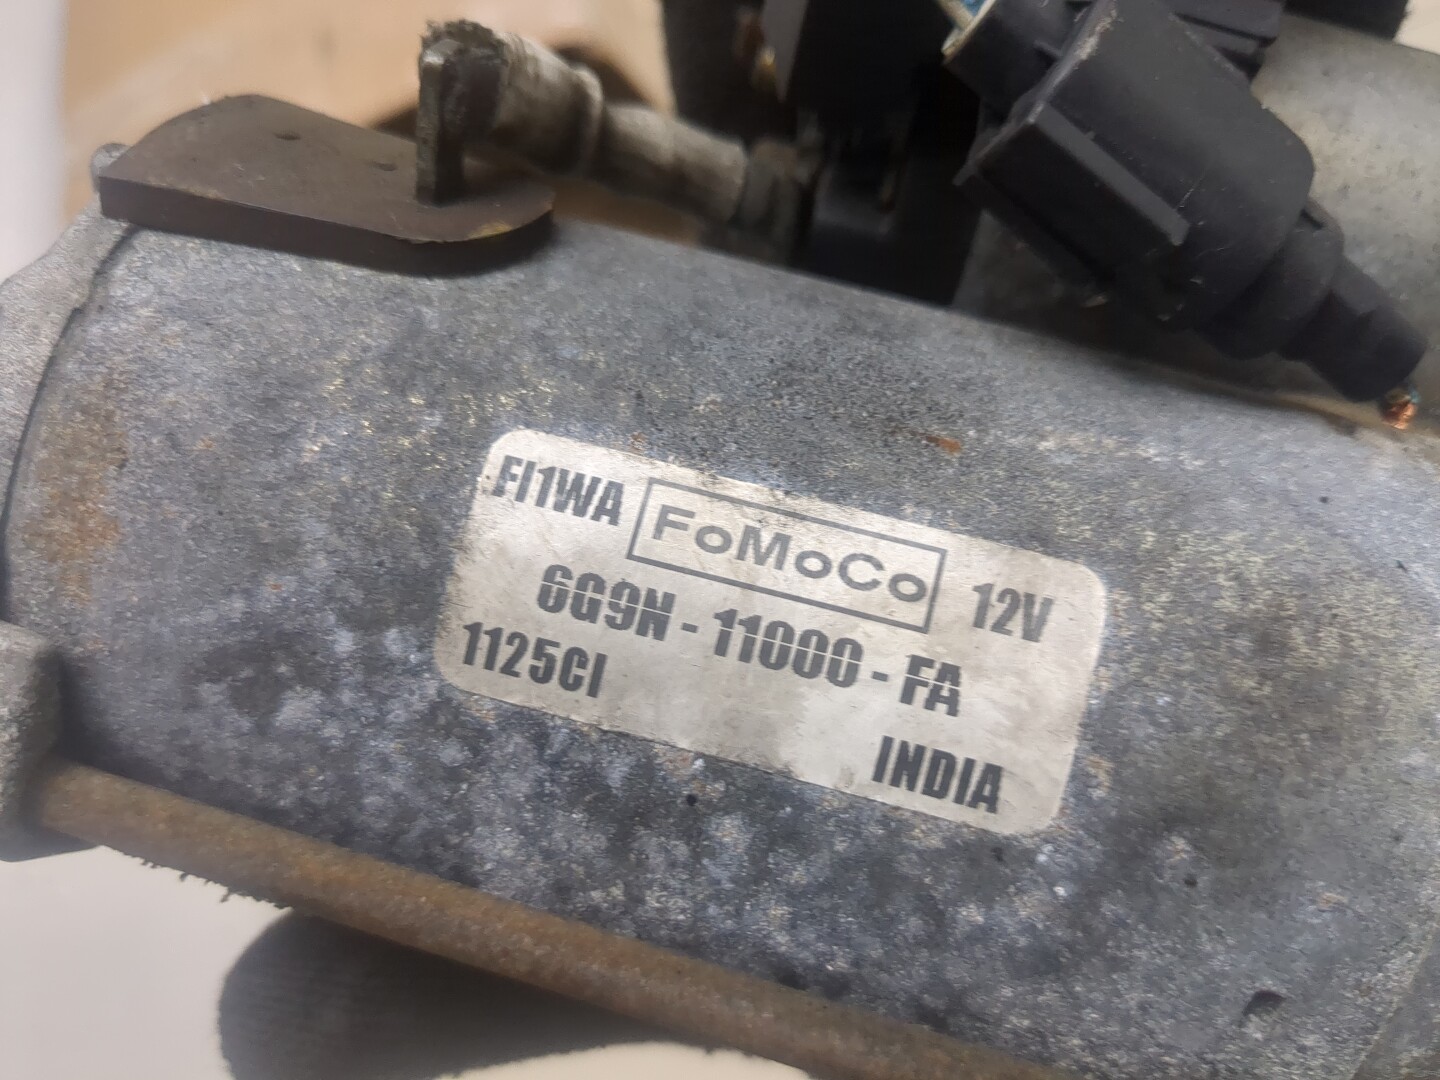 FI1WA FoMoCo 12V
6G9N - 11000 - FA
1125CI
INDIA